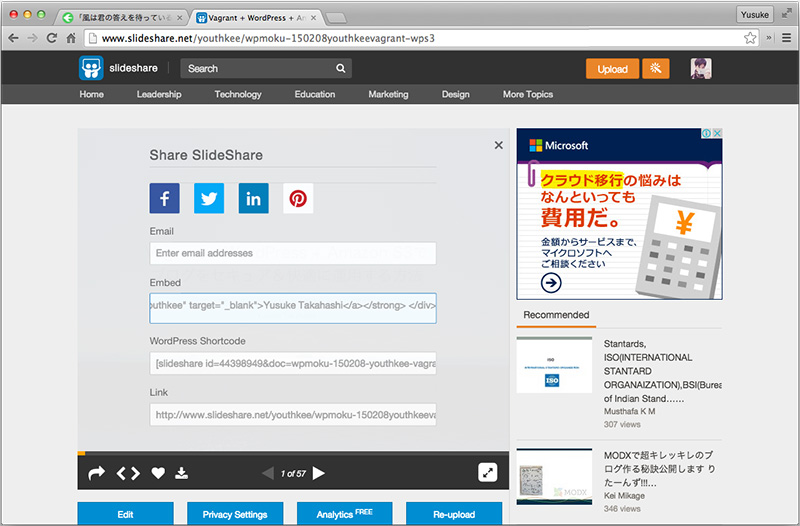 「風は君の答えを待っている
Vagrant + WordPress + An
Yusuke
www.slideshare.net/youthkee/wpmoku-150208youthkeevagrant-wps3
slideshare
Search
Upload
Home
Leadership
Technology
Education
Marketing
Design
More Topics
Share SlideShare
Email
Enter email addresses
Embed
outhkee" target="_blank">Yusuke Takahashi</a></strong> </div>
WordPress Shortcode
[slideshare id=44398949&doc=wpmoku-150208-youthkee-vagra
Link
http://www.slideshare.net/youthkee/wpmoku-150208youthkeeva
1 of 57
Edit
Privacy Settings
Analytics FREE
Re-upload
Microsoft
クラウド移行の悩みは
なんといっても
費用だ。
金額からサービスまで、
マイクロソフトへ
ご相談ください
¥
Recommended
ISO
ISO
Stantards,
ISO(INTERNATIONAL
STANTARD
ORGANAIZATION),BSI(Bureau
of Indian Stand……
Musthafa K M
307 views
MODX
MODXで超キレッキレのブ
ログ作る秘訣公開します り
たーんず!!!...
Kei Mikage
346 views